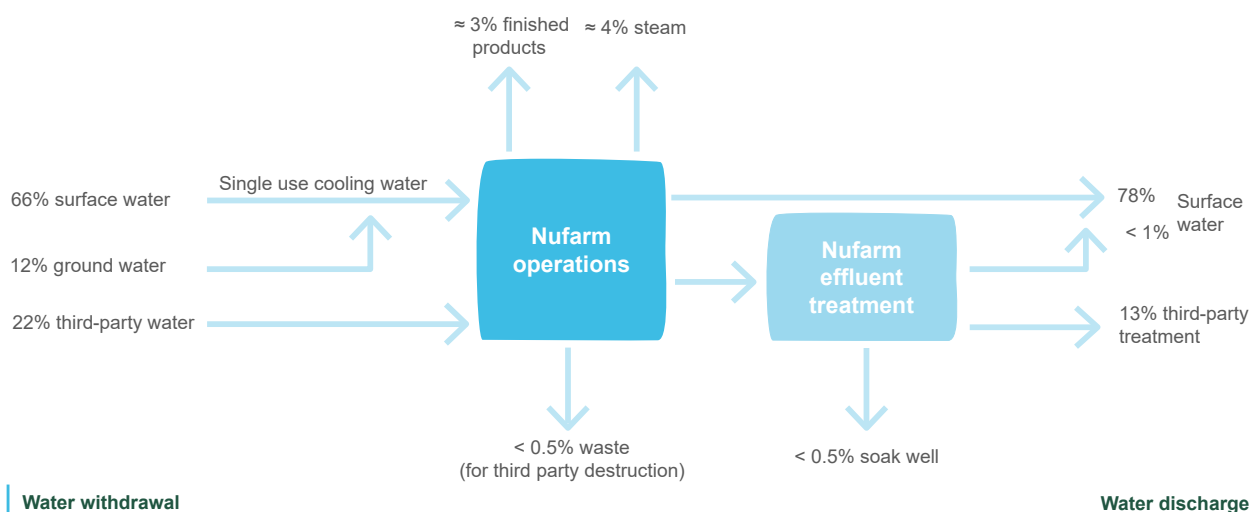 ≈ 3% finished
products
≈ 4% steam
66% surface water
Single use cooling water
12% ground water
22% third-party water
Nufarm
operations
Nufarm
effluent
treatment
78%
< 1%
Surface
water
13% third-party
treatment
< 0.5% waste
(for third party destruction)
< 0.5% soak well
Water withdrawal
Water discharge